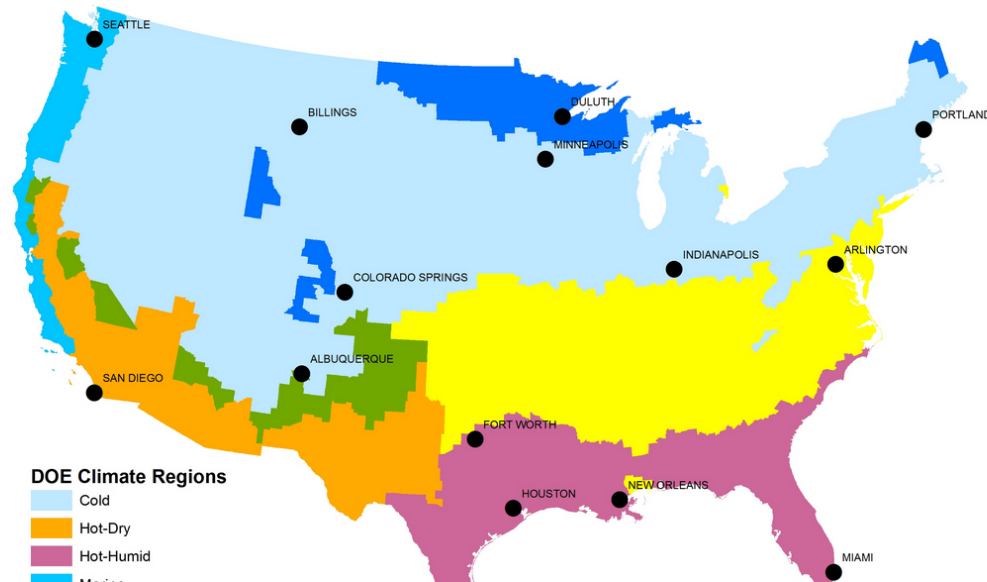 SEATTLE
BILLINGS
DULUTH
MINNEAPOLIS
PORTLAND
INDIANAPOLIS
ARLINGTON
COLORADO SPRINGS
ALBUQUERQUE
SAN DIEGO
FORT WORTH
NEW ORLEANS
HOUSTON
MIAMI
DOE Climate Regions
Cold
Hot-Dry
Hot-Humid
Marine